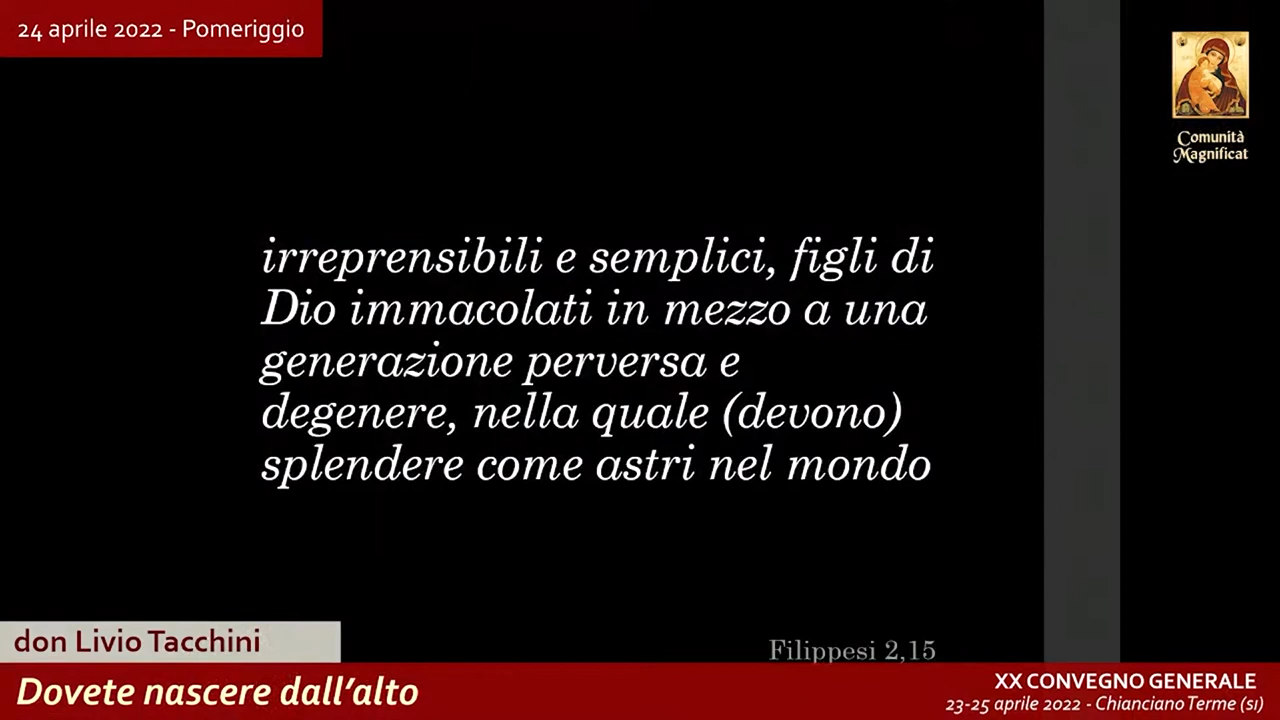 24 aprile 2022 - Pomeriggio
Comunità
Magnificat
irreprensibili e semplici, figli di
Dio immacolati in mezzo a una
generazione perversa e
degenere, nella quale (devono)
splendere come astri nel mondo
Filippesi 2,15
don Livio Tacchini
Dovete nascere dall'alto
XX CONVEGNO GENERALE
23-25 aprile 2022 - Chianciano Terme (SI)